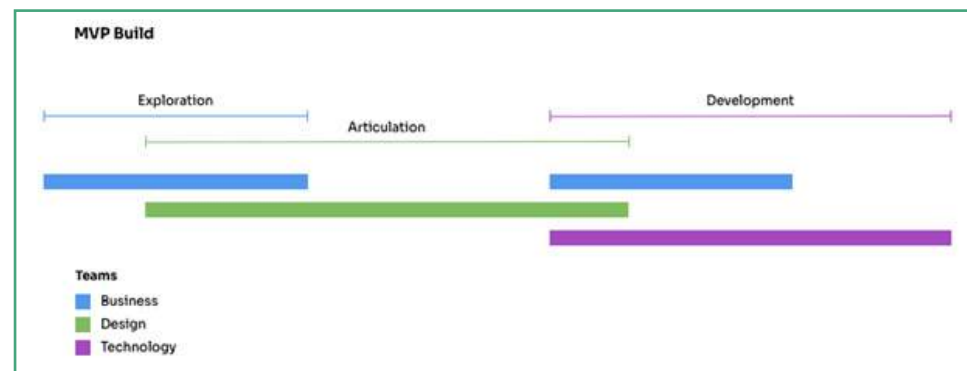 MVP Build
Exploration
Development
Articulation
Teams
Business
Design
Technology